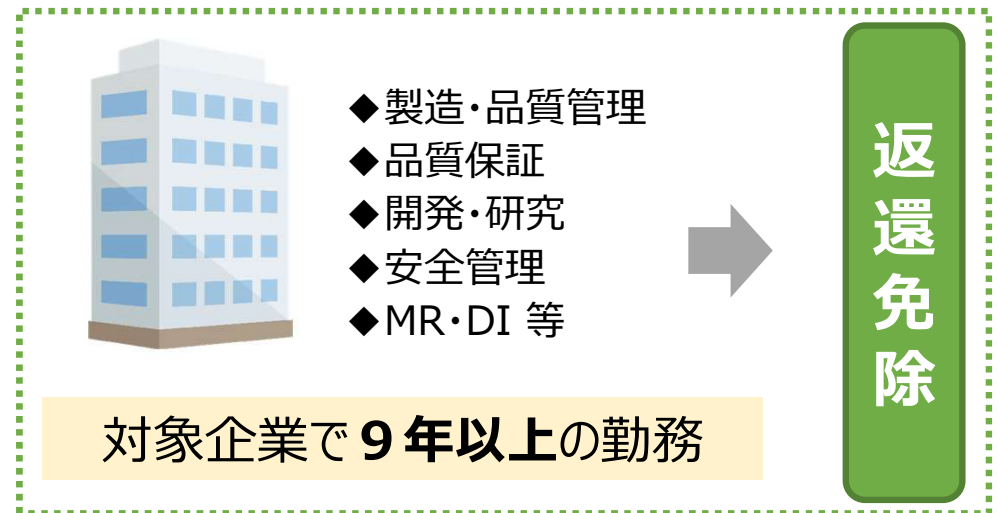 ◆製造・品質管理
◆品質保証
◆開発・研究
◆安全管理
◆MR・DI 等
対象企業で９年以上の勤務
返還免除